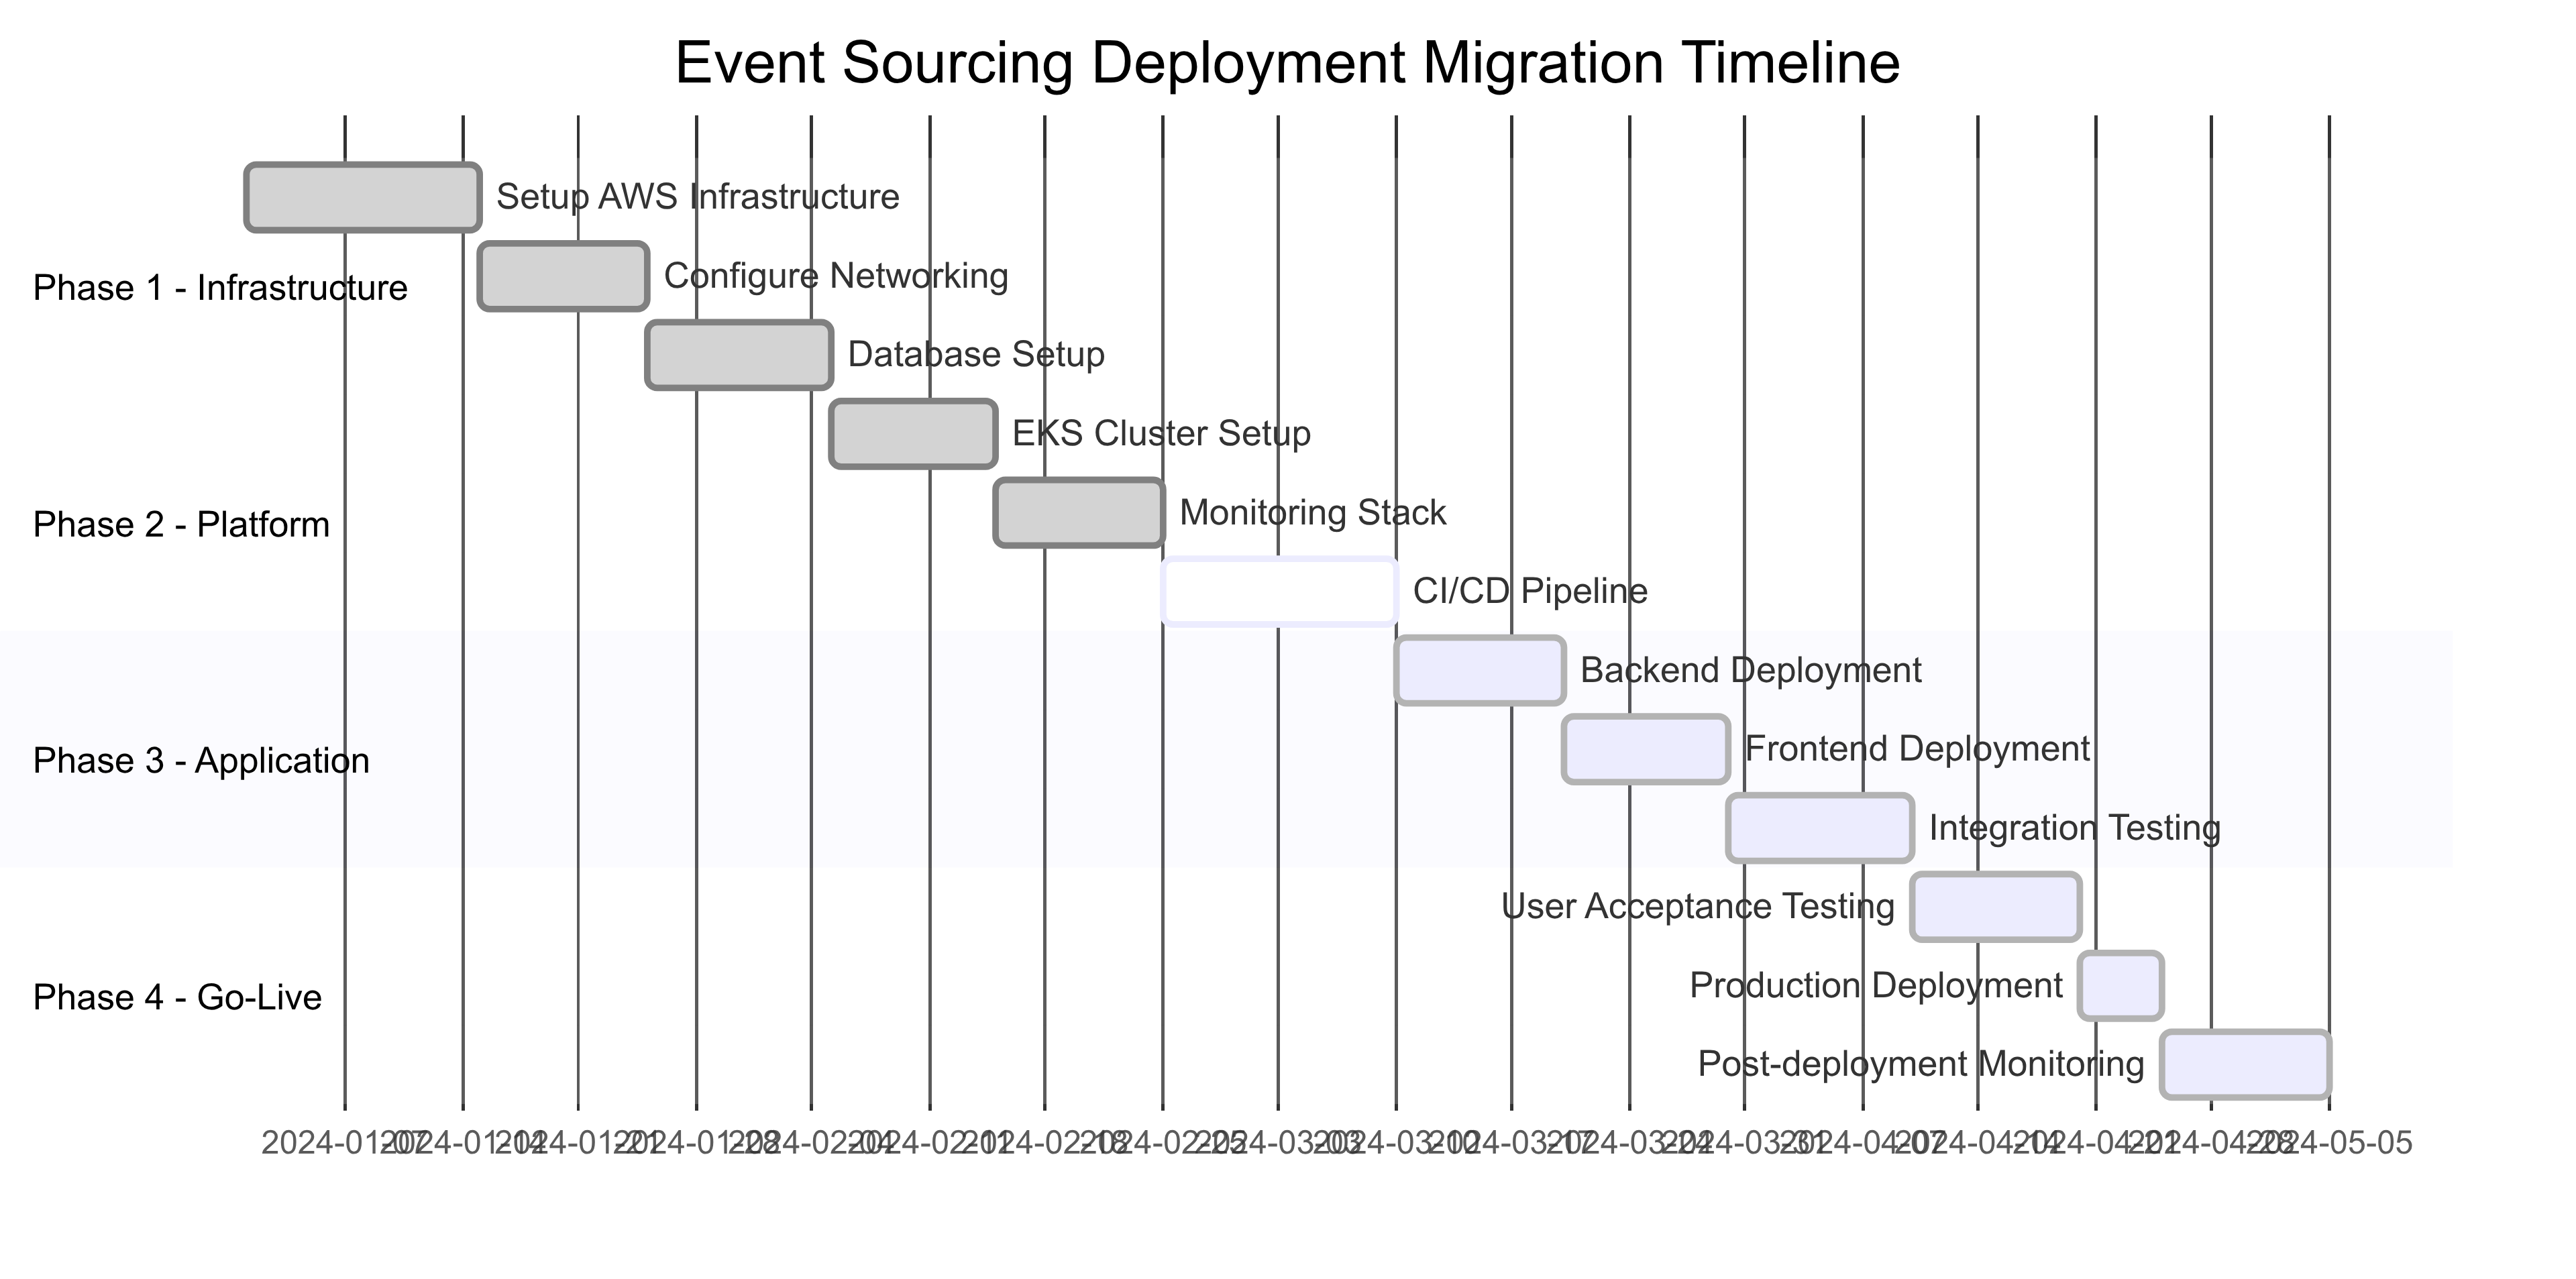 Event Sourcing Deployment Migration Timeline
Setup AWS Infrastructure
Configure Networking
Phase 1 - Infrastructure
Database Setup
EKS Cluster Setup
Monitoring Stack
Phase 2 - Platform
CI/CD Pipeline
Backend Deployment
Frontend Deployment
Phase 3 - Application
Integration Testing
User Acceptance Testing
Production Deployment
Phase 4 - Go-Live
Post-deployment Monitoring
2024-01-07 2024-01-14 2024-01-21 2024-01-28 2024-02-04 2024-02-11 2024-02-18 2024-02-25 2024-03-03 2024-03-10 2024-03-17 2024-03-24 2024-03-31 2024-04-07 2024-04-14 2024-04-21 2024-04-28 2024-05-05